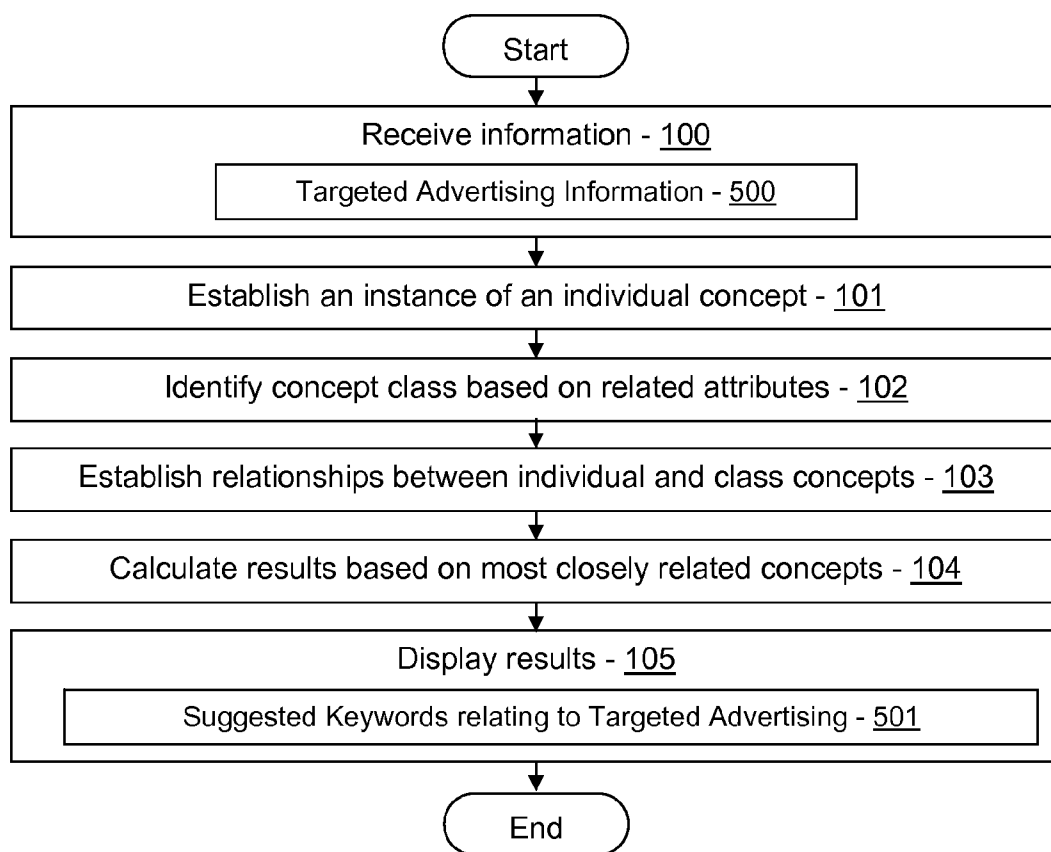 Start
Receive information - 100
Targeted Advertising Information - 500
Establish an instance of an individual concept - 101
Identify concept class based on related attributes - 102
Establish relationships between individual and class concepts - 103
Calculate results based on most closely related concepts - 104
Display results - 105
Suggested Keywords relating to Targeted Advertising - 501
End